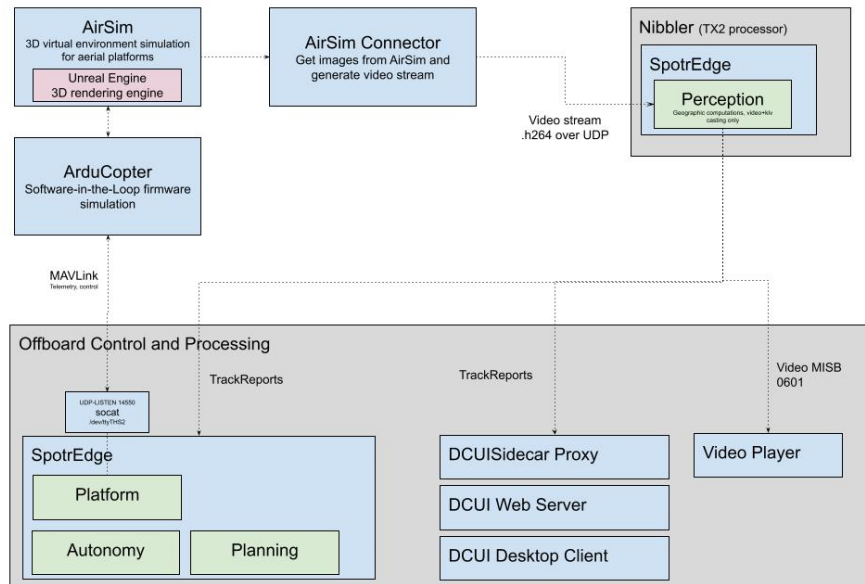 AirSim
3D virtual environment simulation
for aerial platforms
Unreal Engine
3D rendering engine
AirSim Connector
Get images from AirSim and
generate video stream
Nibbler (TX2 processor)
SpotrEdge
Perception
Geographic computations, video+klv
casting only
Video stream
.h264 over UDP
ArduCopter
Software-in-the-Loop firmware
simulation
MAVLink
Telemetry, control
Offboard Control and Processing
TrackReports
TrackReports
Video MISB
0601
UDP-LISTEN 14550
socat
/dev/ttyTHS2
SpotrEdge
Platform
Autonomy
Planning
DCUISidecar Proxy
DCUI Web Server
DCUI Desktop Client
Video Player